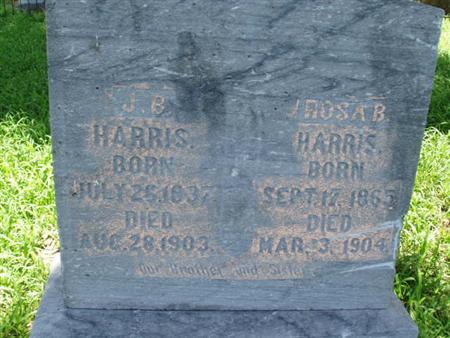 J. B.
HARRIS.
BORN
JULY 26, 1837
DIED
AUG. 28, 1903.
ROSA B.
HARRIS.
BORN
SEPT. 17, 1865
DIED
MAR. 3, 1904.
Our Brother and Sister